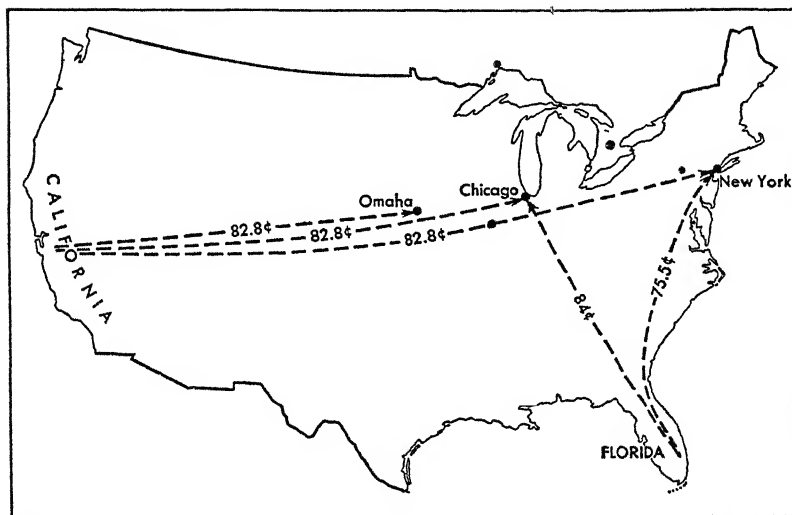 CALIFORNIA
Omaha
Chicago
New York
82.8¢
82.8¢
82.8¢
75.5¢
84¢
FLORIDA